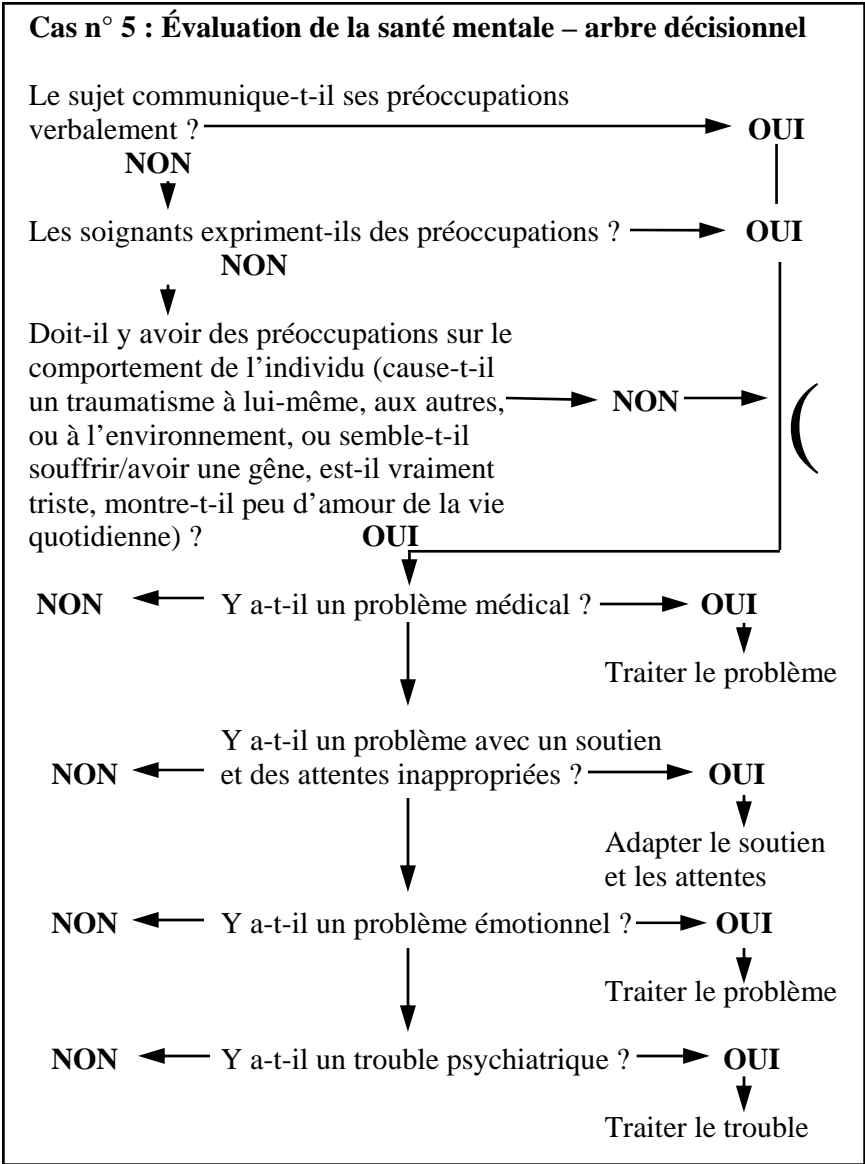 Cas n° 5 : Évaluation de la santé mentale – arbre décisionnel
Le sujet communique-t-il ses préoccupations
verbalement ? OUI
NON
Les soignants expriment-ils des préoccupations ? OUI
NON
Doit-il y avoir des préoccupations sur le
comportement de l’individu (cause-t-il
un traumatisme à lui-même, aux autres, NON (
ou à l’environnement, ou semble-t-il
souffrir/avoir une gêne, est-il vraiment
triste, montre-t-il peu d’amour de la vie
quotidienne) ? OUI
NON Y a-t-il un problème médical ? OUI
Traiter le problème
Y a-t-il un problème avec un soutien
NON et des attentes inappropriées ? OUI
Adapter le soutien
et les attentes
NON Y a-t-il un problème émotionnel ? OUI
Traiter le problème
NON Y a-t-il un trouble psychiatrique ? OUI
Traiter le trouble